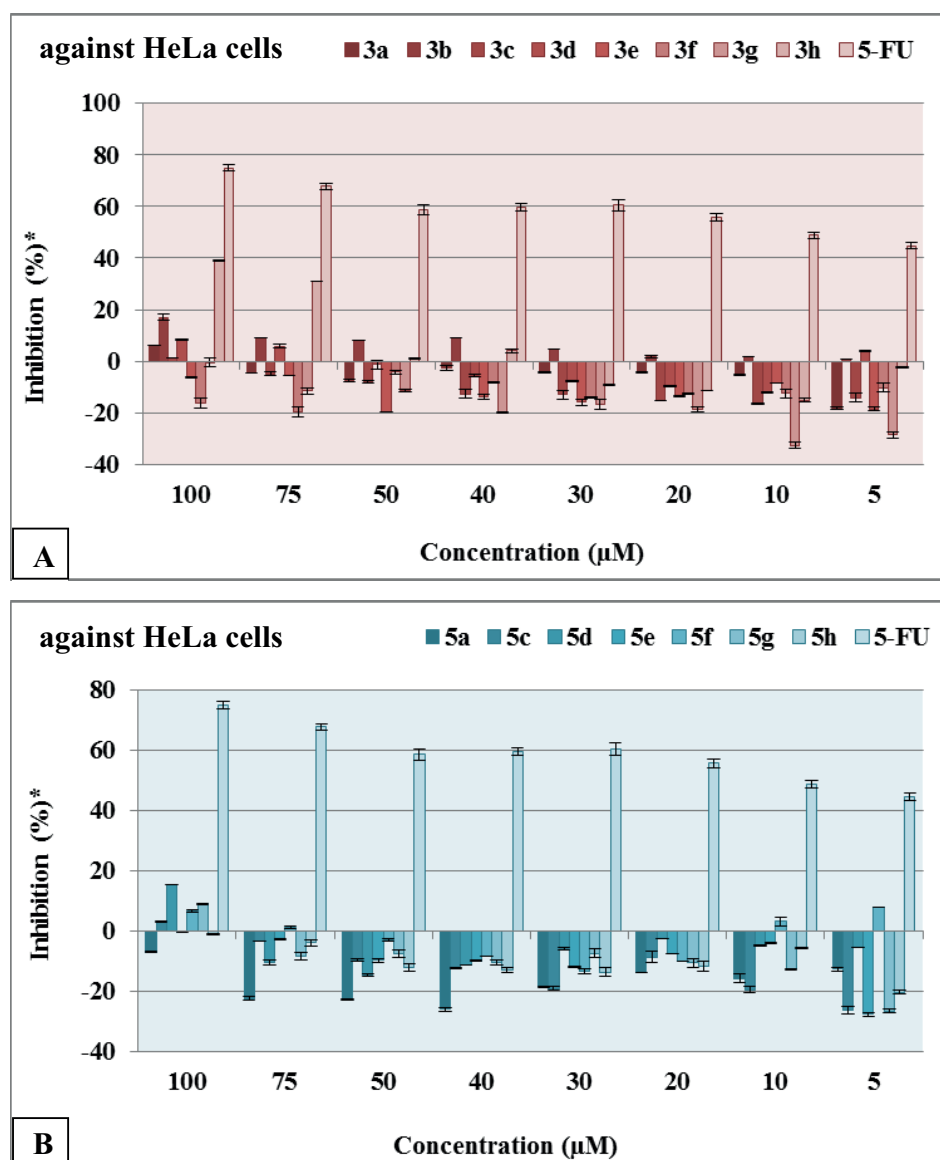 against HeLa cells
3a 3b 3c 3d 3e 3f 3g 3h 5-FU
100
80
60
40
20
0
-20
-40
Inhibition (%)*
100 75 50 40 30 20 10 5
Concentration (µM)
A
against HeLa cells
5a 5c 5d 5e 5f 5g 5h 5-FU
80
60
40
20
0
-20
-40
Inhibition (%)*
100 75 50 40 30 20 10 5
Concentration (µM)
B